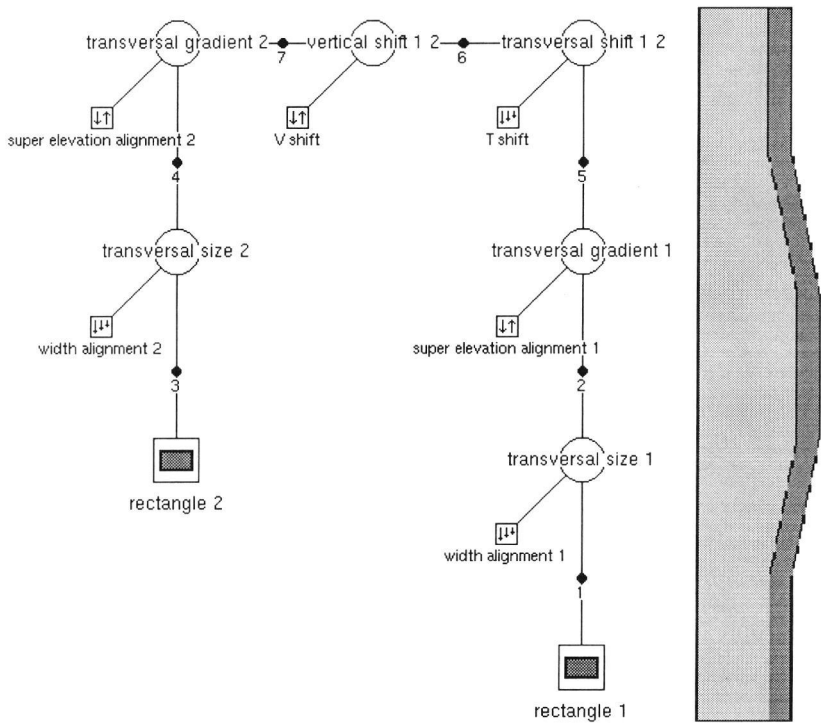 transversal gradient 2
7
vertical shift 1 2
6
transversal shift 1 2
super elevation alignment 2
V shift
T shift
4
5
transversal size 2
transversal gradient 1
width alignment 2
super elevation alignment 1
3
2
transversal size 1
rectangle 2
width alignment 1
1
rectangle 1